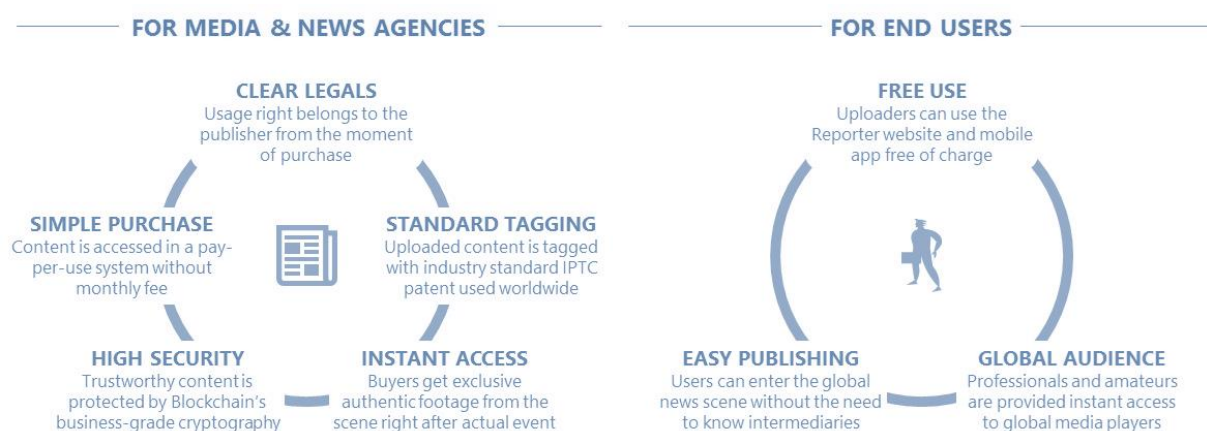 FOR MEDIA & NEWS AGENCIES
CLEAR LEGALS
Usage right belongs to the
publisher from the moment
of purchase
SIMPLE PURCHASE
Content is accessed in a pay-
per-use system without
monthly fee
STANDARD TAGGING
Uploaded content is tagged
with industry standard IPTC
patent used worldwide
HIGH SECURITY
Trustworthy content is
protected by Blockchain's
business-grade cryptography
INSTANT ACCESS
Buyers get exclusive
authentic footage from the
scene right after actual event
FOR END USERS
FREE USE
Uploaders can use the
Reporter website and mobile
app free of charge
EASY PUBLISHING
Users can enter the global
news scene without the need
to know intermediaries
GLOBAL AUDIENCE
Professionals and amateurs
are provided instant access
to global media players